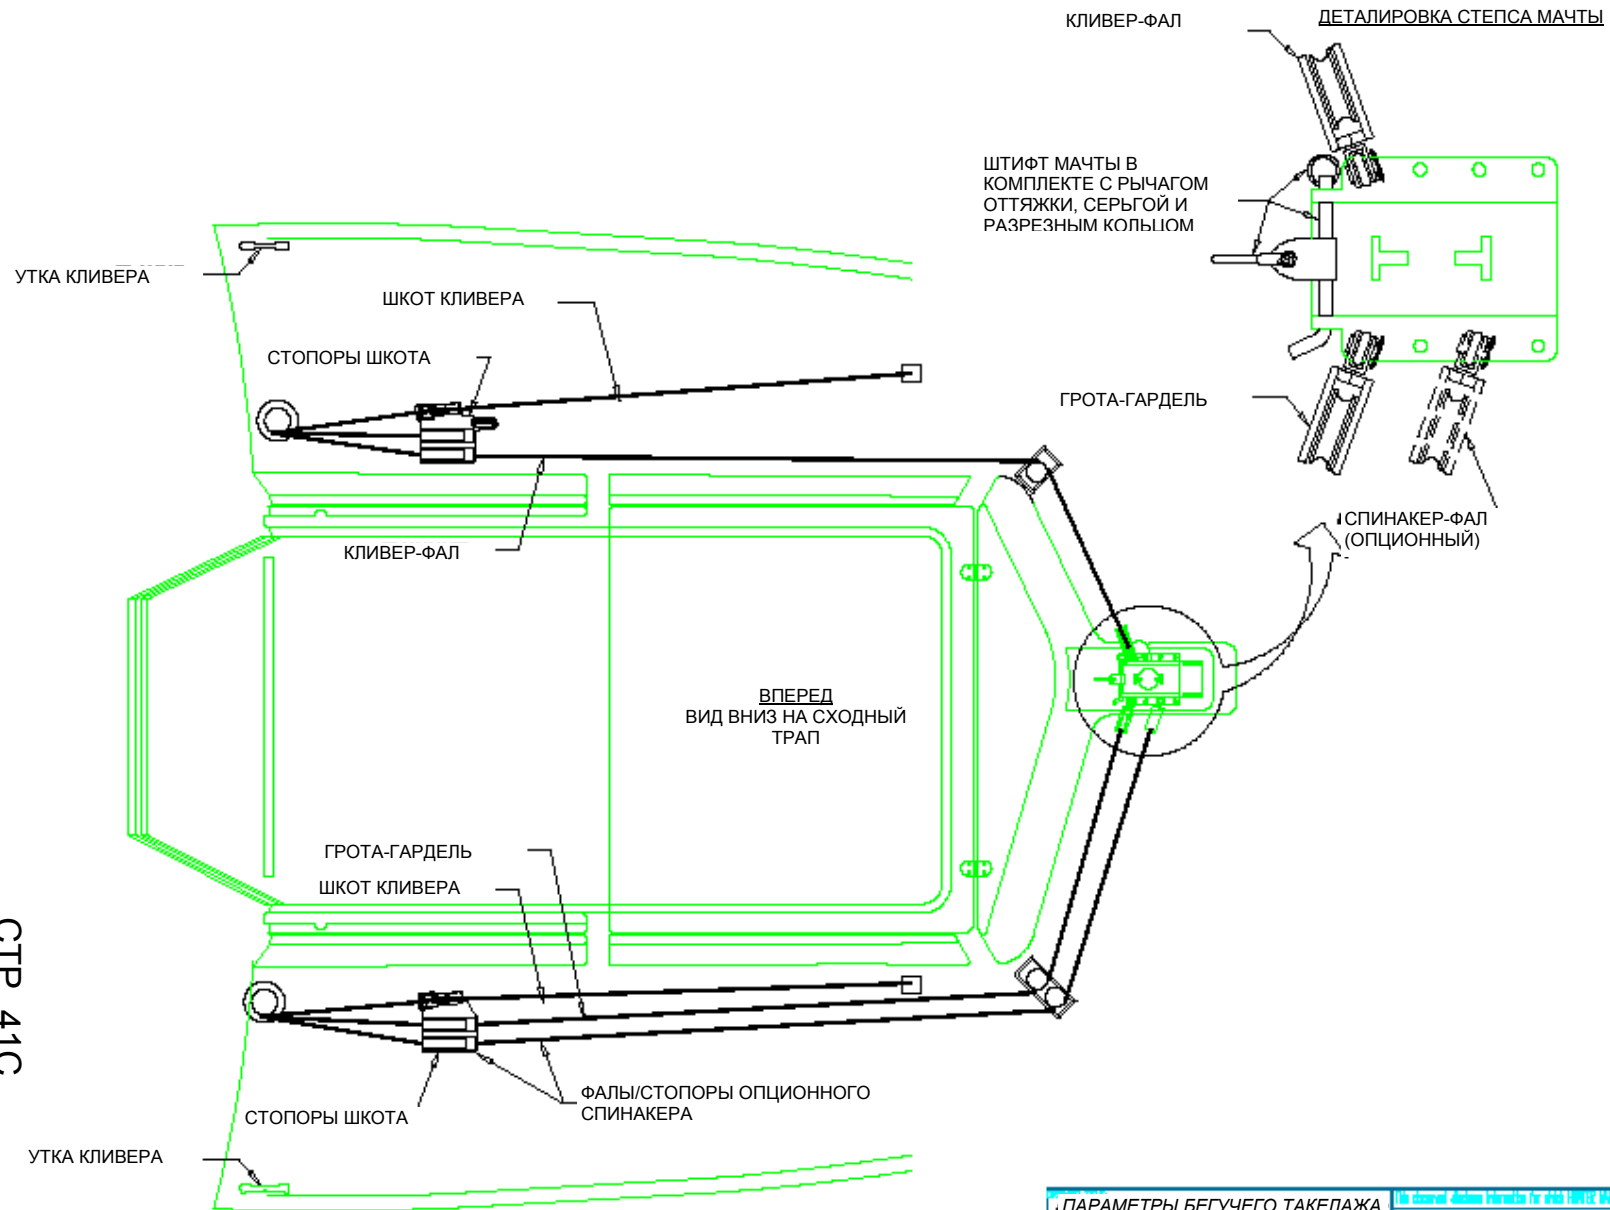 КЛИВЕР-ФАЛ
ДЕТАЛИРОВКА СТЕПСА МАЧТЫ
ШТИФТ МАЧТЫ В
КОМПЛЕКТЕ С РЫЧАГОМ
ОТТЯЖКИ, СЕРЬГОЙ И
РАЗРЕЗНЫМ КОЛЬЦОМ
УТКА КЛИВЕРА
ШКОТ КЛИВЕРА
СТОПОРЫ ШКОТА
ГРОТА-ГАРДЕЛЬ
СПИНАКЕР-ФАЛ
(ОПЦИОННЫЙ)
КЛИВЕР-ФАЛ
ВПЕРЕД
ВИД ВНИЗ НА СХОДНЫЙ
ТРАП
ГРОТА-ГАРДЕЛЬ
ШКОТ КЛИВЕРА
СТР 41С
ФАЛЫ/СТОПОРЫ ОПЦИОННОГО
СПИНАКЕРА
СТОПОРЫ ШКОТА
УТКА КЛИВЕРА
ПАРАМЕТРЫ БЕГУЧЕГО ТАКЕЛАЖА